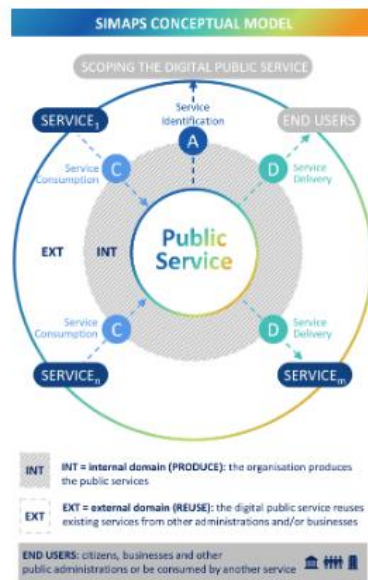 SIMAPS CONCEPTUAL MODEL
SCOPING THE DIGITAL PUBLIC SERVICE
SERVICE1
Service
Identification
END USERS
A
Service
Consumption
C
D
Service
Delivery
EXT
INT
Public
Service
Service
Consumption
C
D
Service
Delivery
SERVICEn
SERVICEm
INT
INT = internal domain (PRODUCE): the organisation produces
the public services
EXT
EXT = external domain (REUSE): the digital public service reuses
existing services from other administrations and/or businesses
END USERS: citizens, businesses and other
public administrations or be consumed by another service